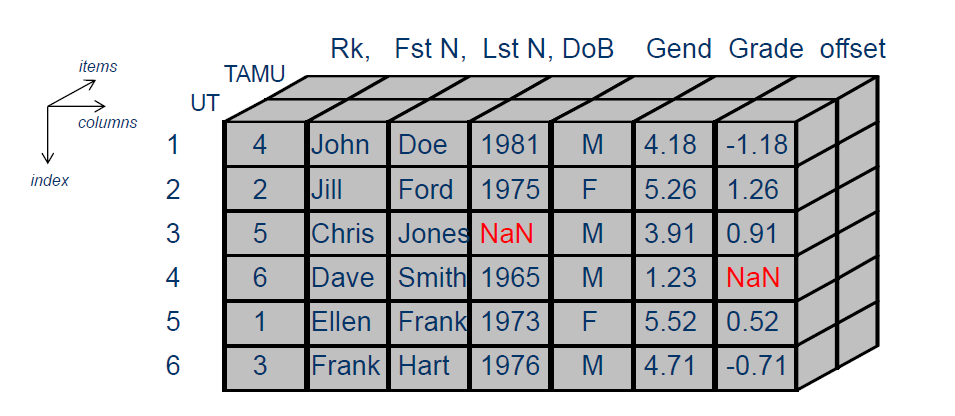 Rk, Fst N, Lst N, DoB Gend Grade offset
items
TAMU
UT
columns
index
1 4 John Doe 1981 M 4.18 -1.18
2 2 Jill Ford 1975 F 5.26 1.26
3 5 Chris Jones NaN M 3.91 0.91
4 6 Dave Smith 1965 M 1.23 NaN
5 1 Ellen Frank 1973 F 5.52 0.52
6 3 Frank Hart 1976 M 4.71 -0.71